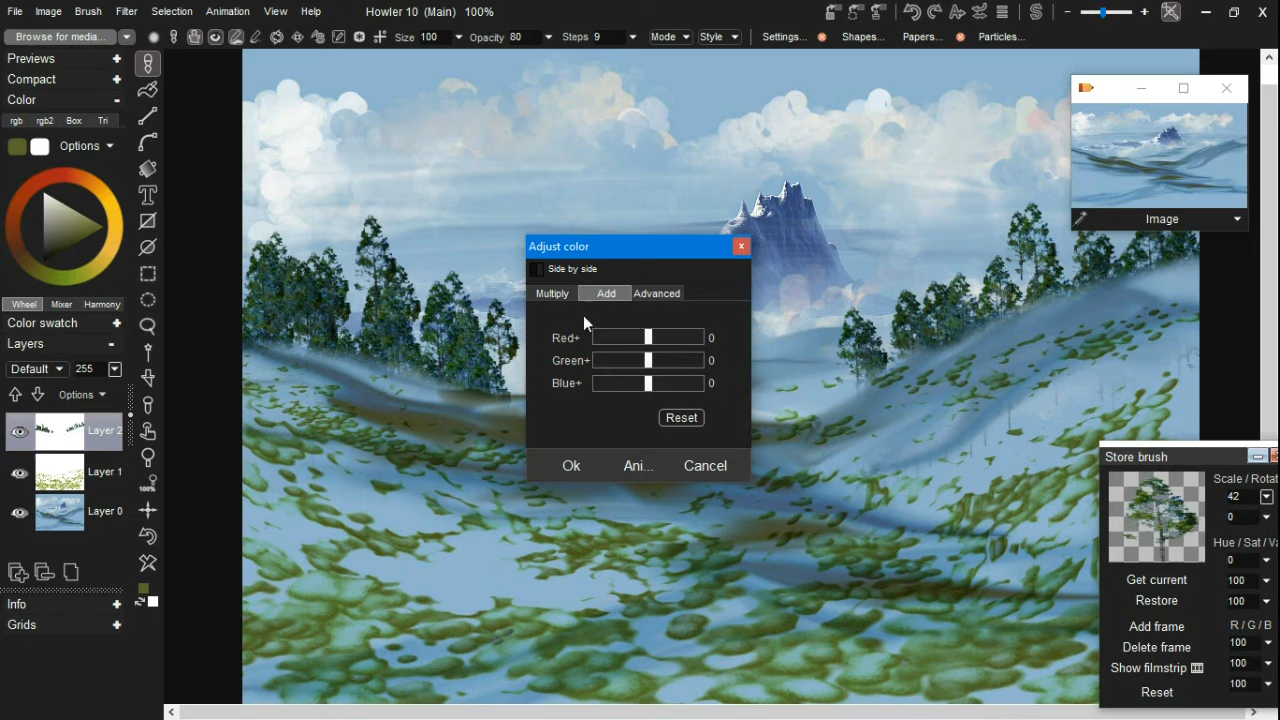 File Image Brush Filter Selection Animation View Help Howler 10 (Main) 100%
Browse for media... Size 100 Opacity 80 Steps 9 Mode Style Settings... Shapes... Papers... Particles...
Previews
Compact
Color
rgb rgb2 Box Tri
Options
Wheel Mixer Harmony
Color swatch
Layers
Default 255
Options
Layer 2
Layer 1
Layer 0
Info
Grids
100%
Adjust color
Side by side
Multiply Add Advanced
Red+ 0
Green+ 0
Blue+ 0
Reset
Ok Ani... Cancel
Image
Store brush
Scale / Rotat
42
0
Hue / Sat / Va
0
Get current 100
Restore 100
Add frame R / G / B
Delete frame 100
Show filmstrip 100
Reset 100